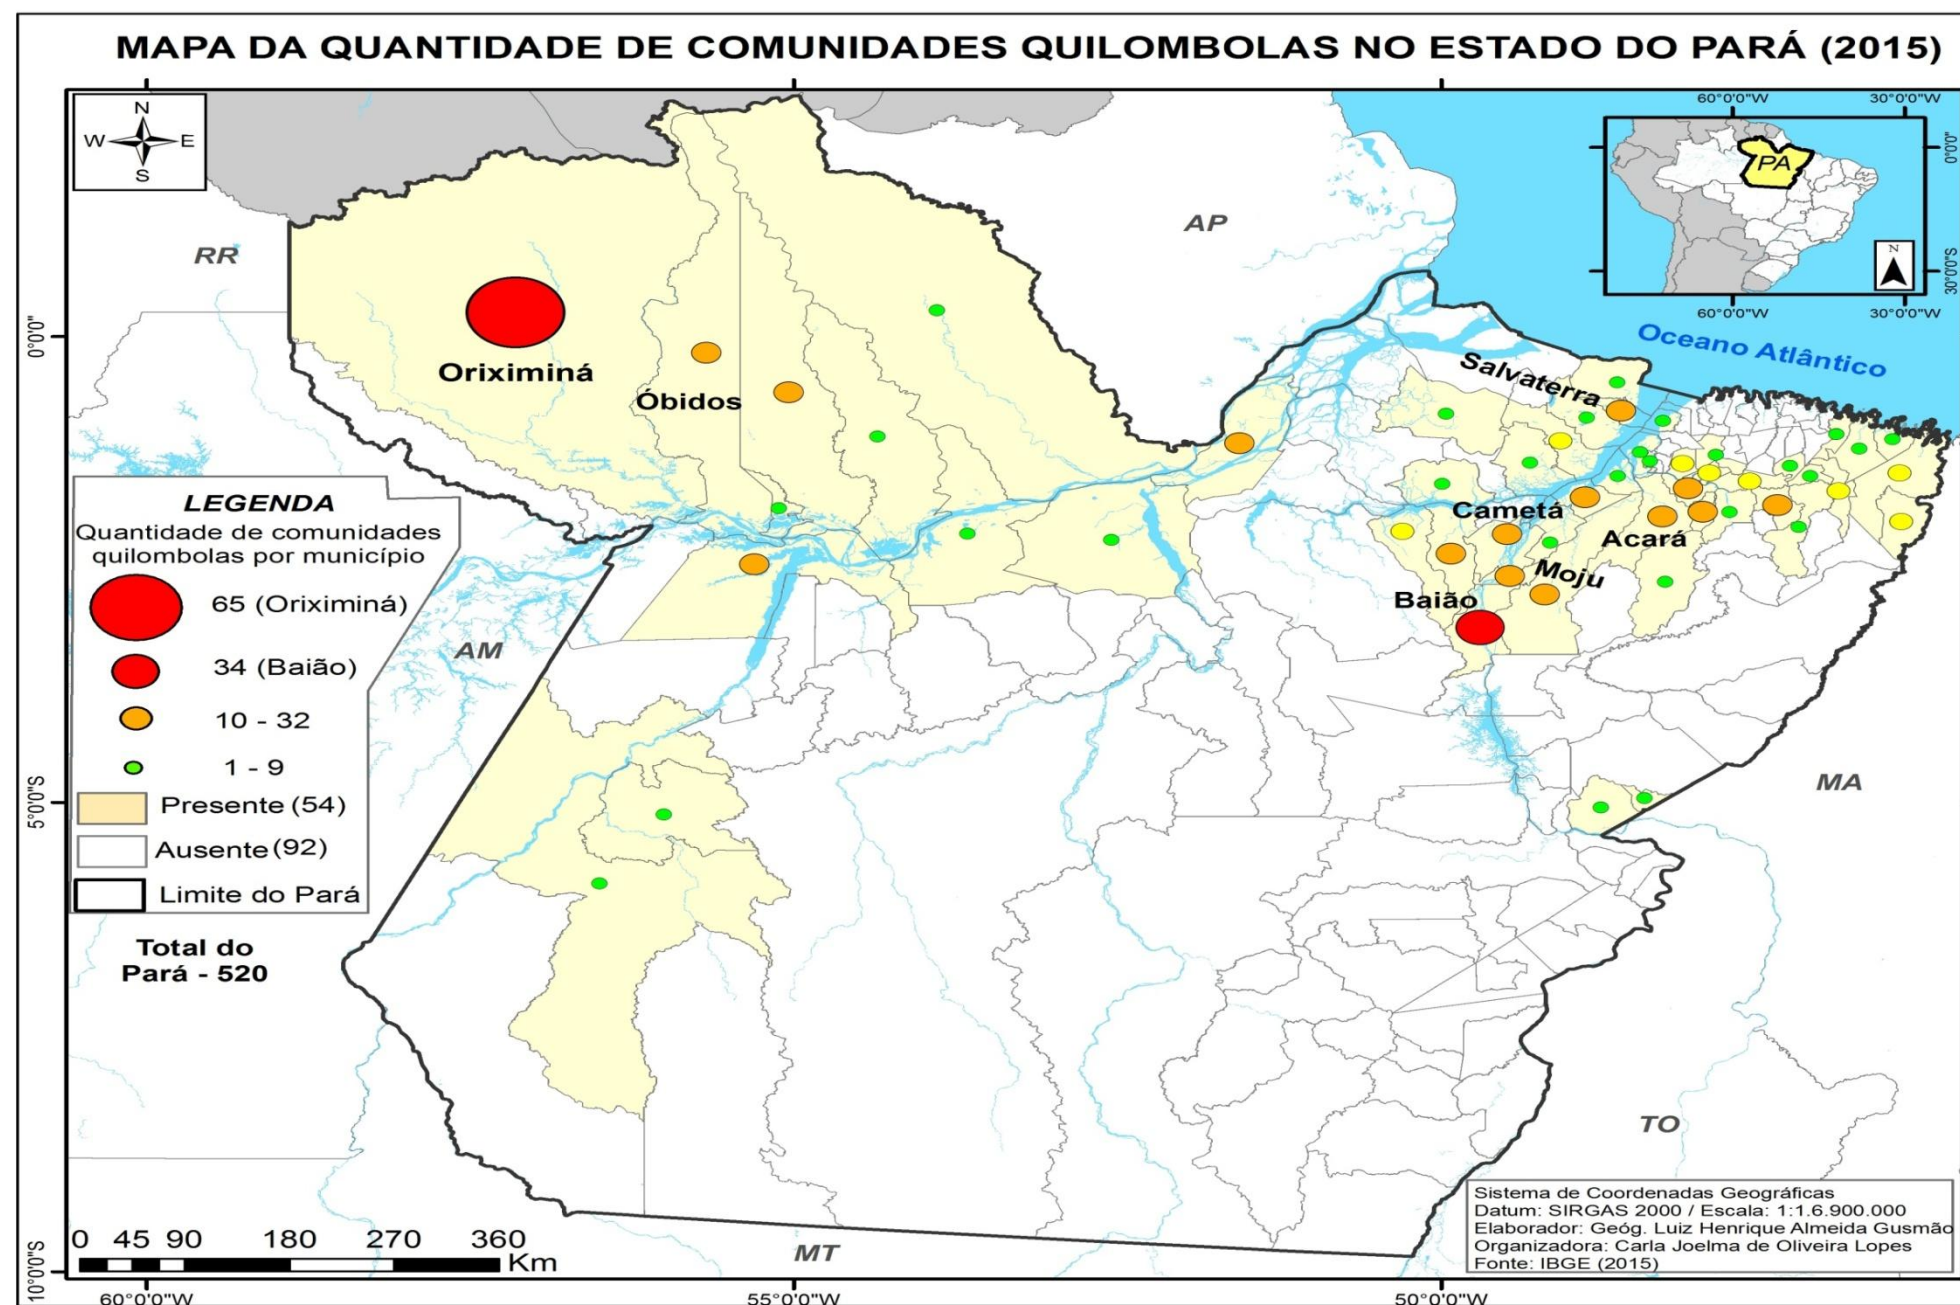 MAPA DA QUANTIDADE DE COMUNIDADES QUILOMBOLAS NO ESTADO DO PARÁ (2015)
N
W
E
S
60°0'0"W
30°0'0"W
0°0'0"
30°0'0"S
PA
N
60°0'0"W
30°0'0"W
RR
AP
Oceano Atlântico
0°0'0"
Oriximiná
Óbidos
Salvaterra
Cametá
Acará
Moju
Baião
LEGENDA
Quantidade de comunidades
quilombolas por município
65 (Oriximiná)
34 (Baião)
10 - 32
1 - 9
Presente (54)
Ausente (92)
Limite do Pará
AM
MA
5°0'0"S
Total do
Pará - 520
TO
MT
0 45 90 180 270 360
Km
Sistema de Coordenadas Geográficas
Datum: SIRGAS 2000 / Escala: 1:1.6.900.000
Elaborador: Geóg. Luiz Henrique Almeida Gusmão
Organizadora: Carla Joelma de Oliveira Lopes
Fonte: IBGE (2015)
10°0'0"S
60°0'0"W
55°0'0"W
50°0'0"W